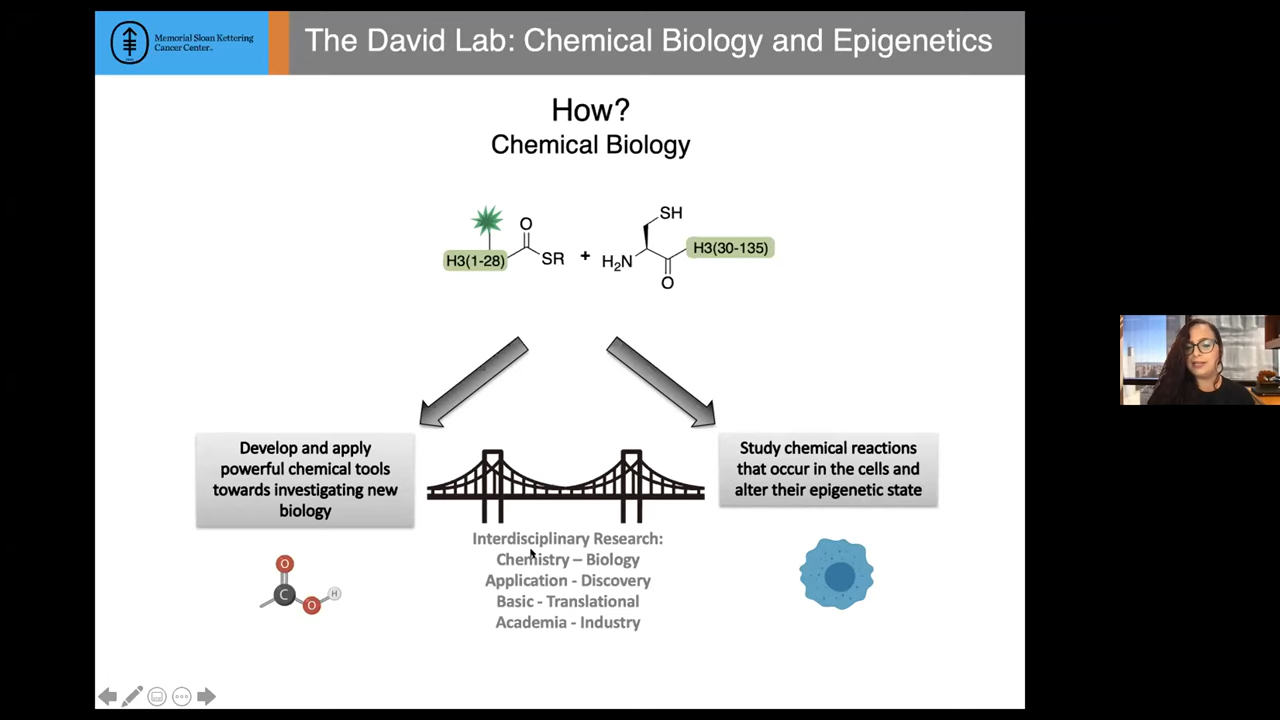 Memorial Sloan Kettering
Cancer Center
The David Lab: Chemical Biology and Epigenetics
How?
Chemical Biology
O
SH
H3(1-28)
SR
+
H₂N
H3(30-135)
O
Develop and apply
powerful chemical tools
towards investigating new
biology
Study chemical reactions
that occur in the cells and
alter their epigenetic state
Interdisciplinary Research:
Chemistry – Biology
Application - Discovery
Basic - Translational
Academia - Industry
O
C
O
H